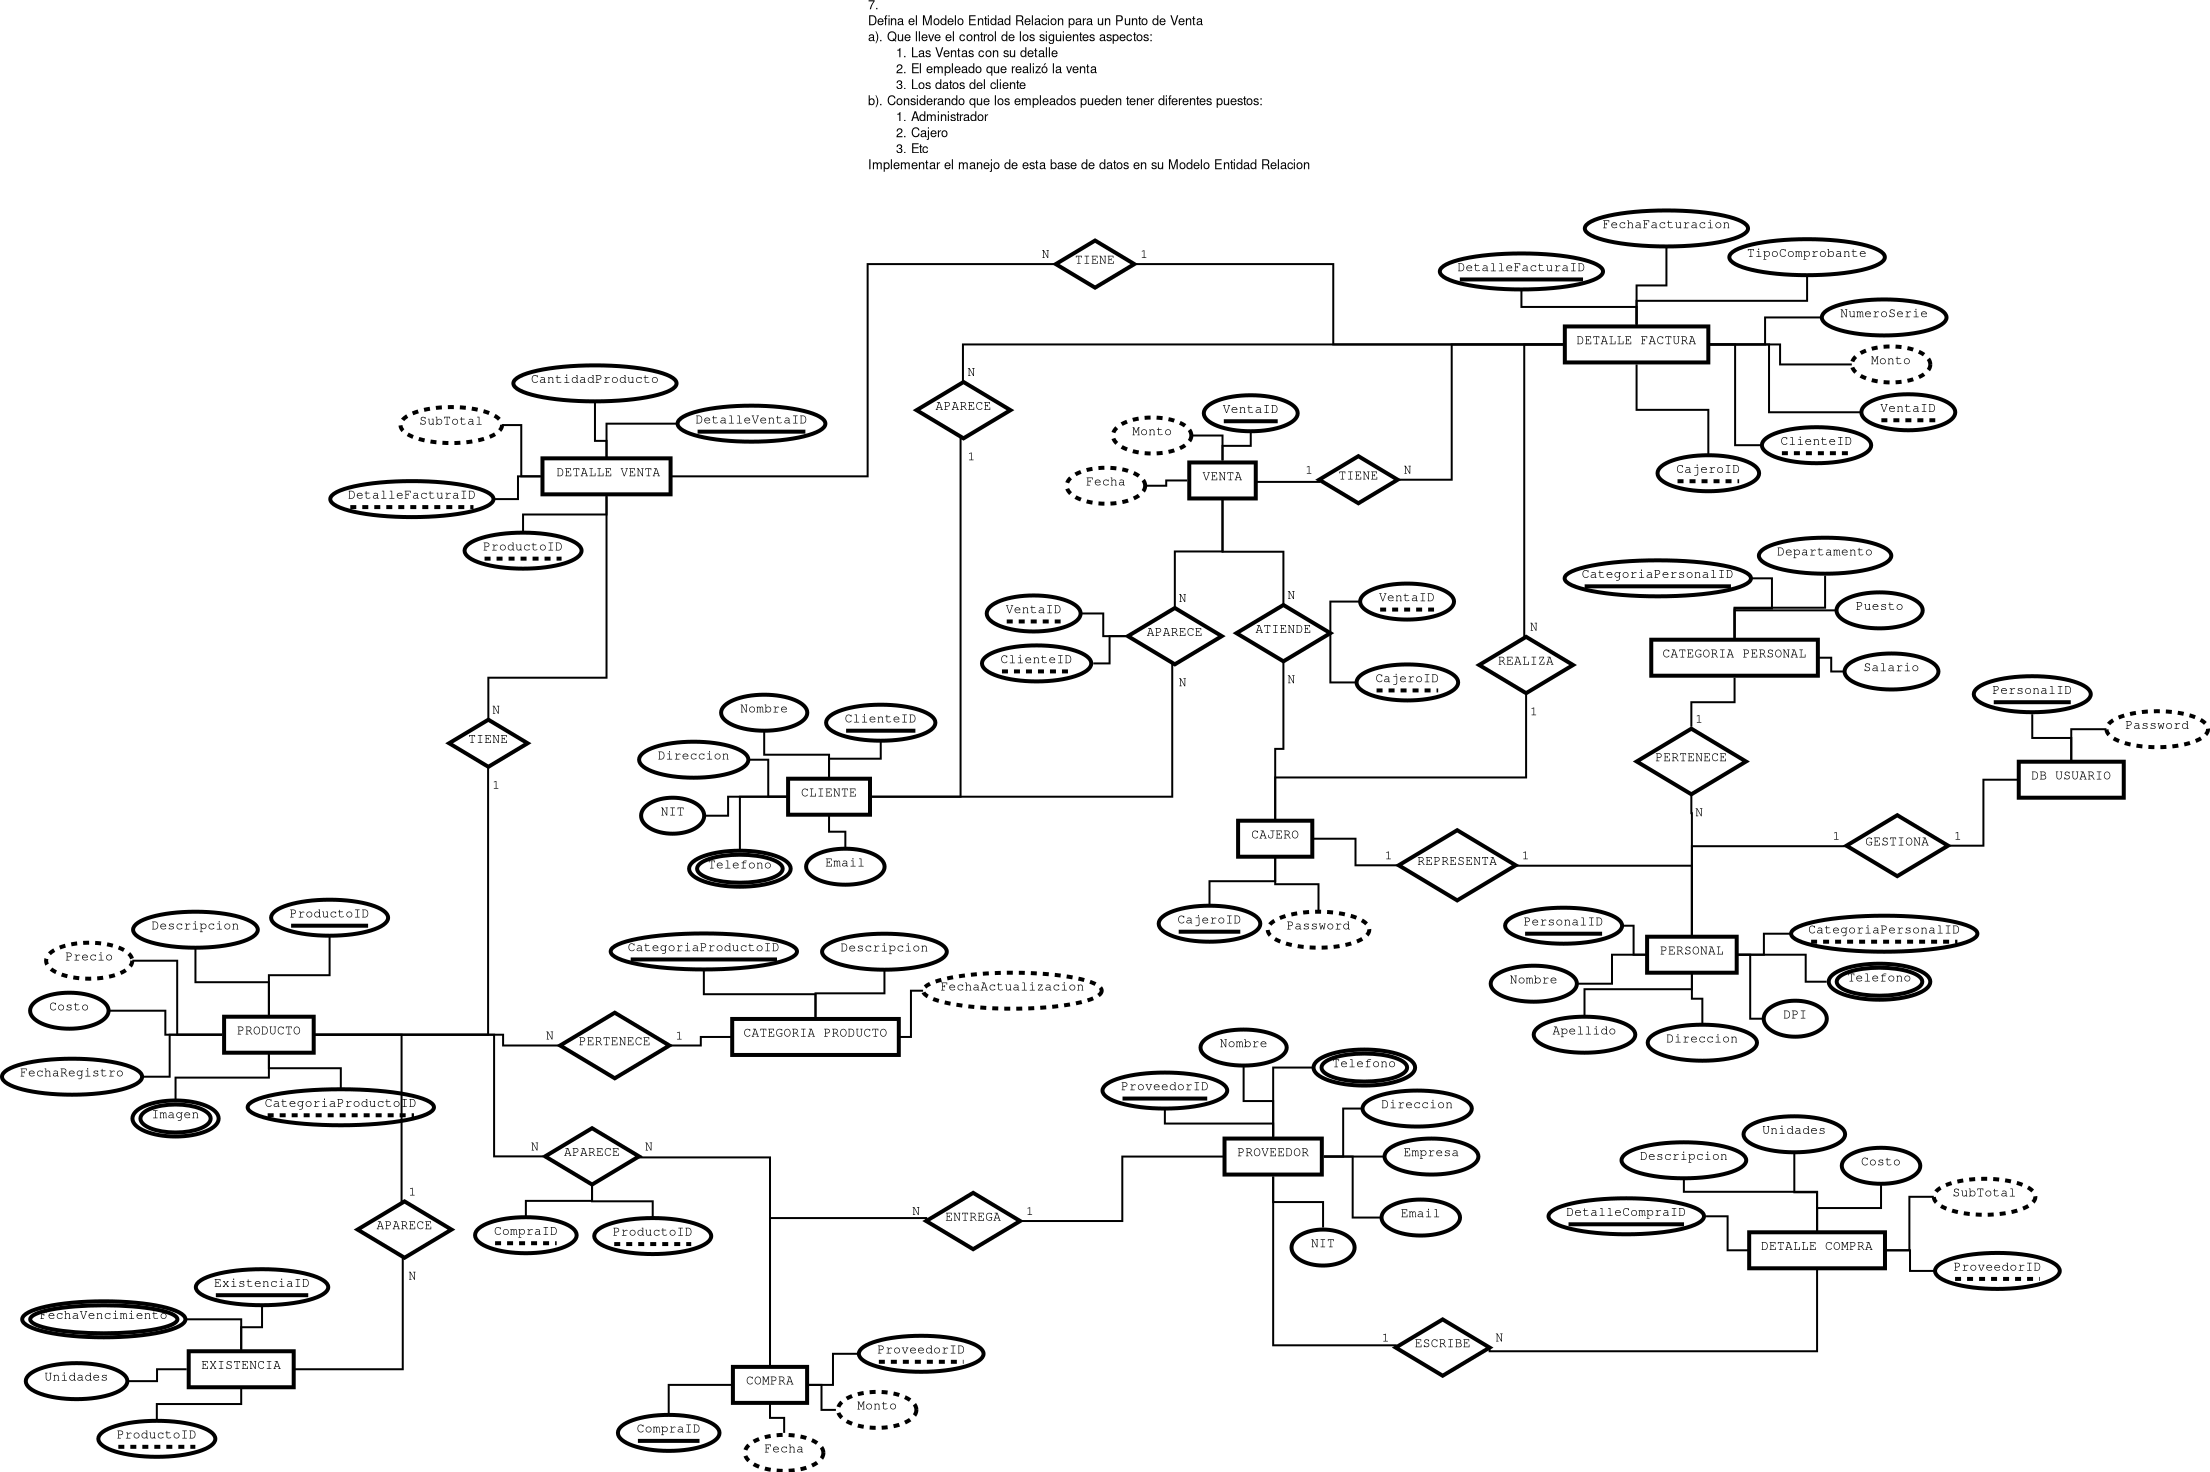 7.
Defina el Modelo Entidad Relacion para un Punto de Venta
a). Que lleve el control de los siguientes aspectos:
1. Las Ventas con su detalle
2. El empleado que realizó la venta
3. Los datos del cliente
b). Considerando que los empleados pueden tener diferentes puestos:
1. Administrador
2. Cajero
3. Etc
Implementar el manejo de esta base de datos en su Modelo Entidad Relacion
FechaFacturacion
TipoComprobante
DetalleFacturaID
NumeroSerie
DETALLE FACTURA
Monto
VentaID
ClienteID
CajeroID
N
TIENE
1
N
APARECE
1
CantidadProducto
SubTotal
DetalleVentaID
DETALLE VENTA
DetalleFacturaID
ProductoID
VentaID
Monto
Fecha
VENTA
1
TIENE
N
Departamento
CategoriaPersonalID
Puesto
CATEGORIA PERSONAL
Salario
N
APARECE
N
VentaID
ClienteID
N
ATIENDE
N
VentaID
CajeroID
N
REALIZA
1
PersonalID
Password
DB USUARIO
1
PERTENECE
N
1
GESTIONA
1
N
TIENE
1
Nombre
ClienteID
Direccion
CLIENTE
NIT
Telefono
Email
CAJERO
CajeroID
Password
1
REPRESENTA
1
PersonalID
CategoriaPersonalID
PERSONAL
Nombre
Telefono
Apellido
Direccion
DPI
Descripcion
ProductoID
Precio
Costo
PRODUCTO
FechaRegistro
Imagen
CategoriaProductoID
N
PERTENECE
1
CategoriaProductoID
Descripcion
FechaActualizacion
CATEGORIA PRODUCTO
Nombre
Telefono
ProveedorID
Direccion
PROVEEDOR
Empresa
Email
NIT
N
APARECE
N
CompraID
ProductoID
1
APARECE
N
N
ENTREGA
1
Unidades
Descripcion
Costo
SubTotal
DetalleCompraID
DETALLE COMPRA
ProveedorID
1
ESCRIBE
N
ExistenciaID
FechaVencimiento
EXISTENCIA
Unidades
ProductoID
ProveedorID
COMPRA
Monto
CompraID
Fecha